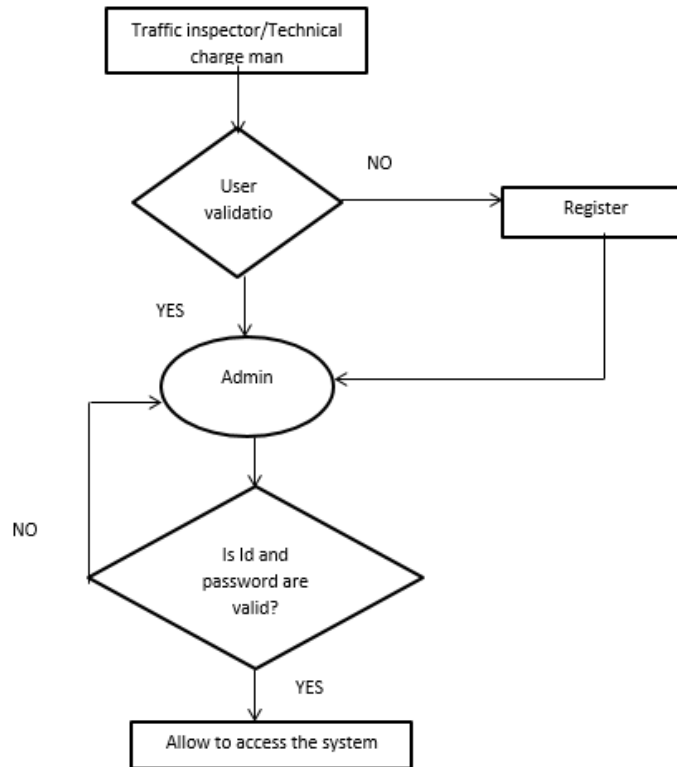 Traffic inspector/Technical
charge man
User
validatio
NO
Register
YES
Admin
NO
Is Id and
password are
valid?
YES
Allow to access the system